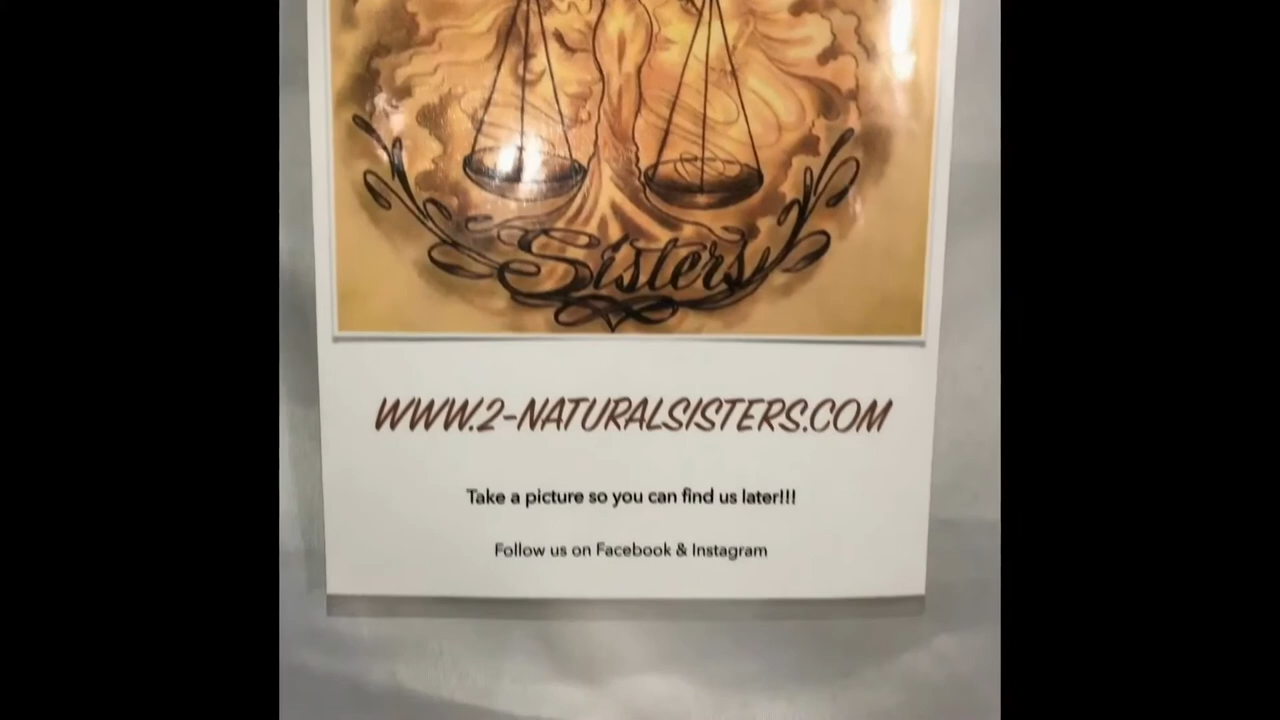 Sisters
WWW.2-NATURALSISTERS.COM
Take a picture so you can find us later!!!
Follow us on Facebook & Instagram